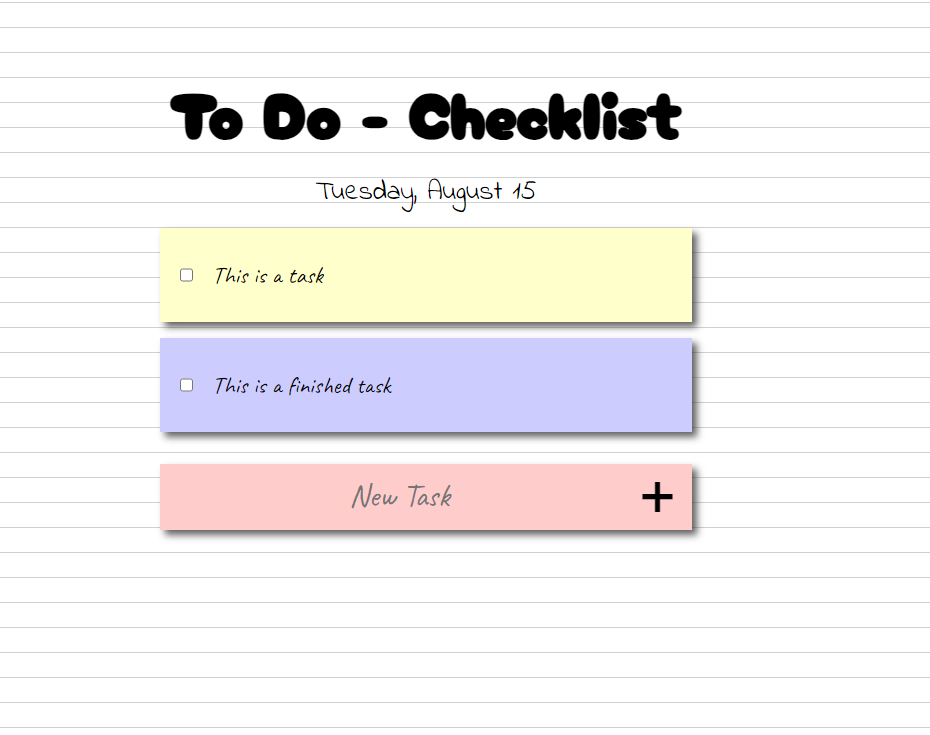 To Do - Checklist
Tuesday, August 15
This is a task
This is a finished task
New Task +